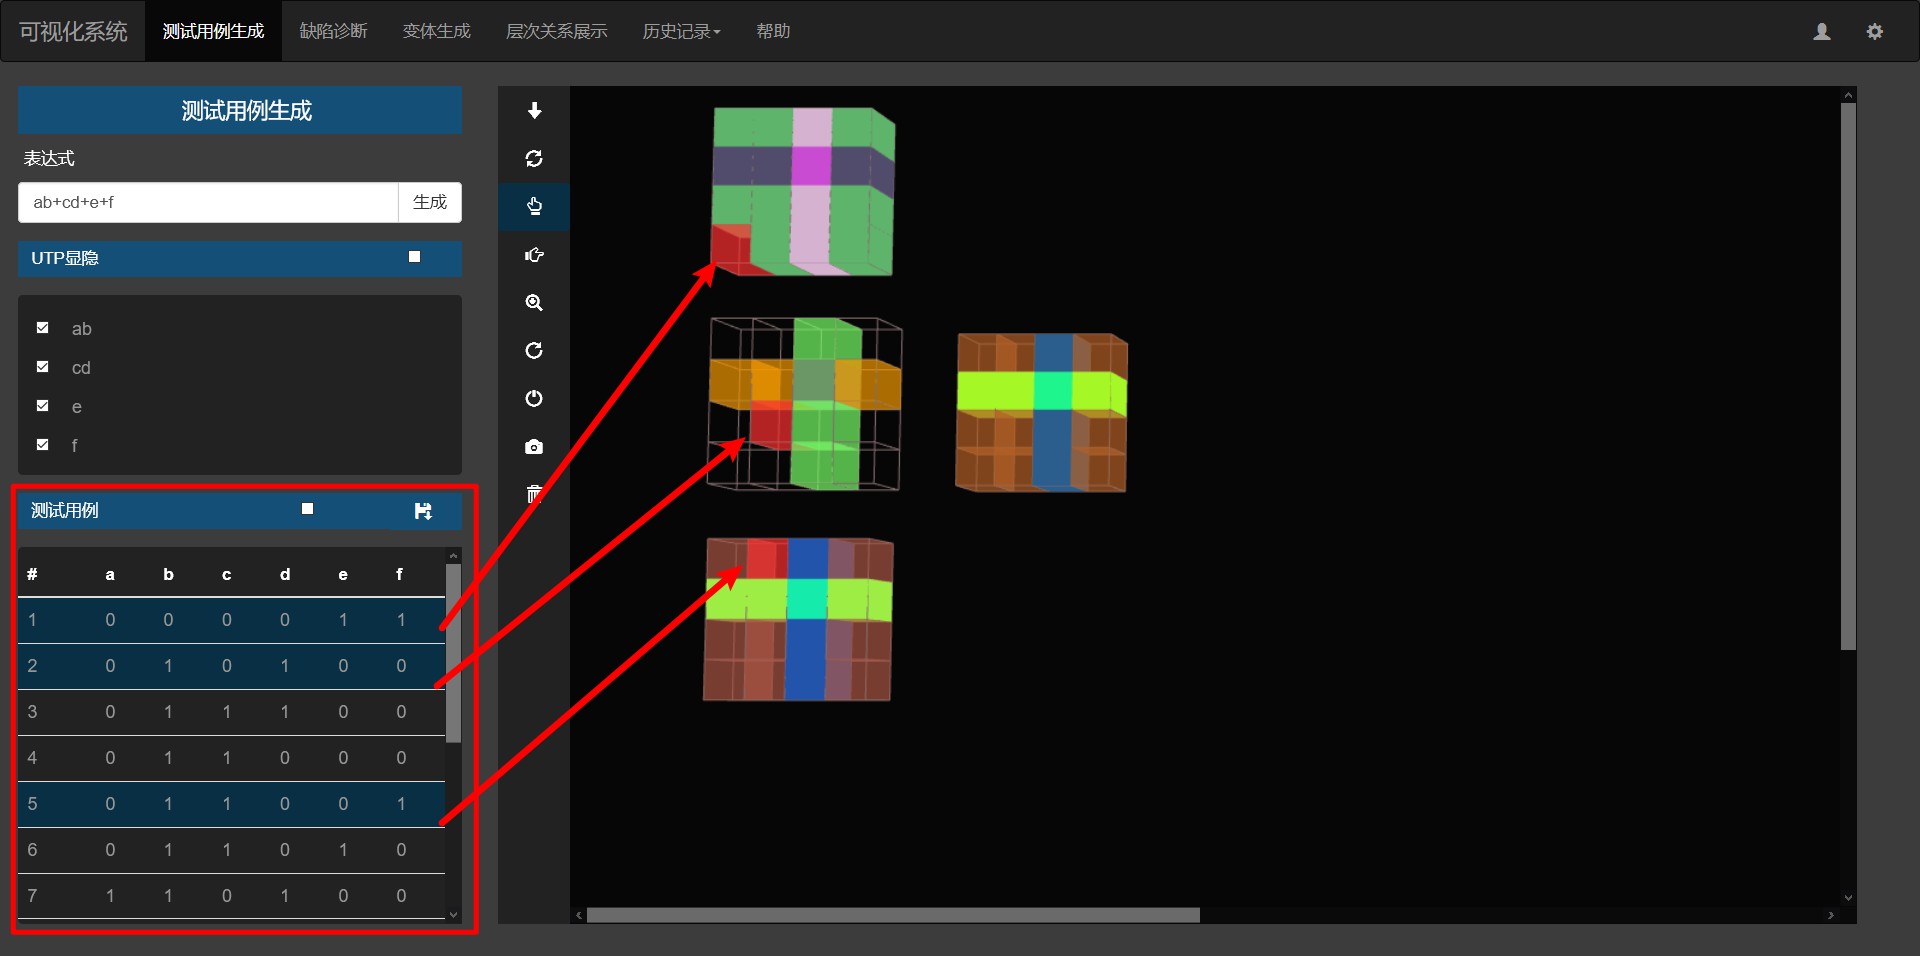 可视化系统 测试用例生成 缺陷诊断 变体生成 层次关系展示 历史记录 帮助
测试用例生成
表达式
ab+cd+e+f 生成
UTP显隐
ab
cd
e
f
测试用例
# a b c d e f
1 0 0 0 0 1 1
2 0 1 0 1 0 0
3 0 1 1 1 0 0
4 0 1 1 0 0 0
5 0 1 1 0 0 1
6 0 1 1 0 1 0
7 1 1 0 1 0 0